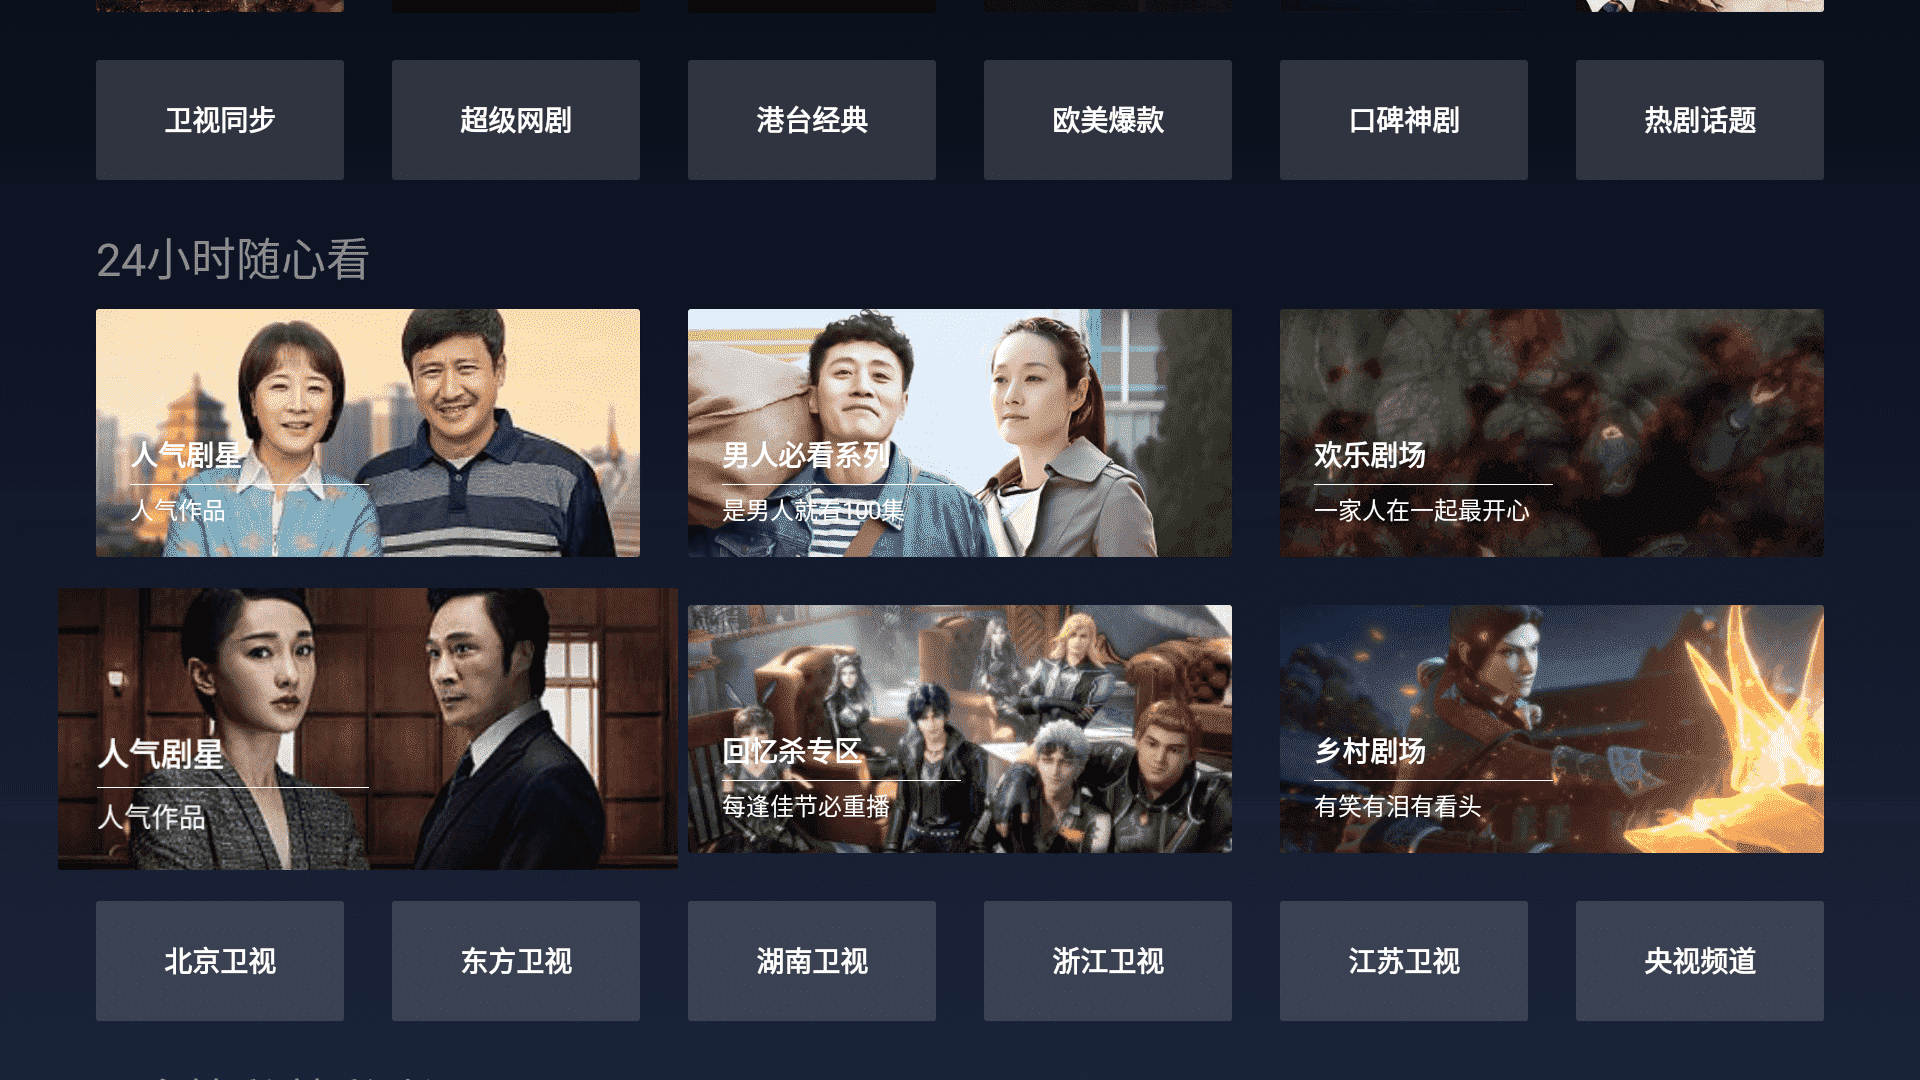 卫视同步
超级网剧
港台经典
欧美爆款
口碑神剧
热剧话题
24小时随心看
人气剧星
人气作品
男人必看系列
是男人就看100集
欢乐剧场
一家人在一起最开心
人气剧星
人气作品
回忆杀专区
每逢佳节必重播
乡村剧场
有笑有泪有看头
北京卫视
东方卫视
湖南卫视
浙江卫视
江苏卫视
央视频道